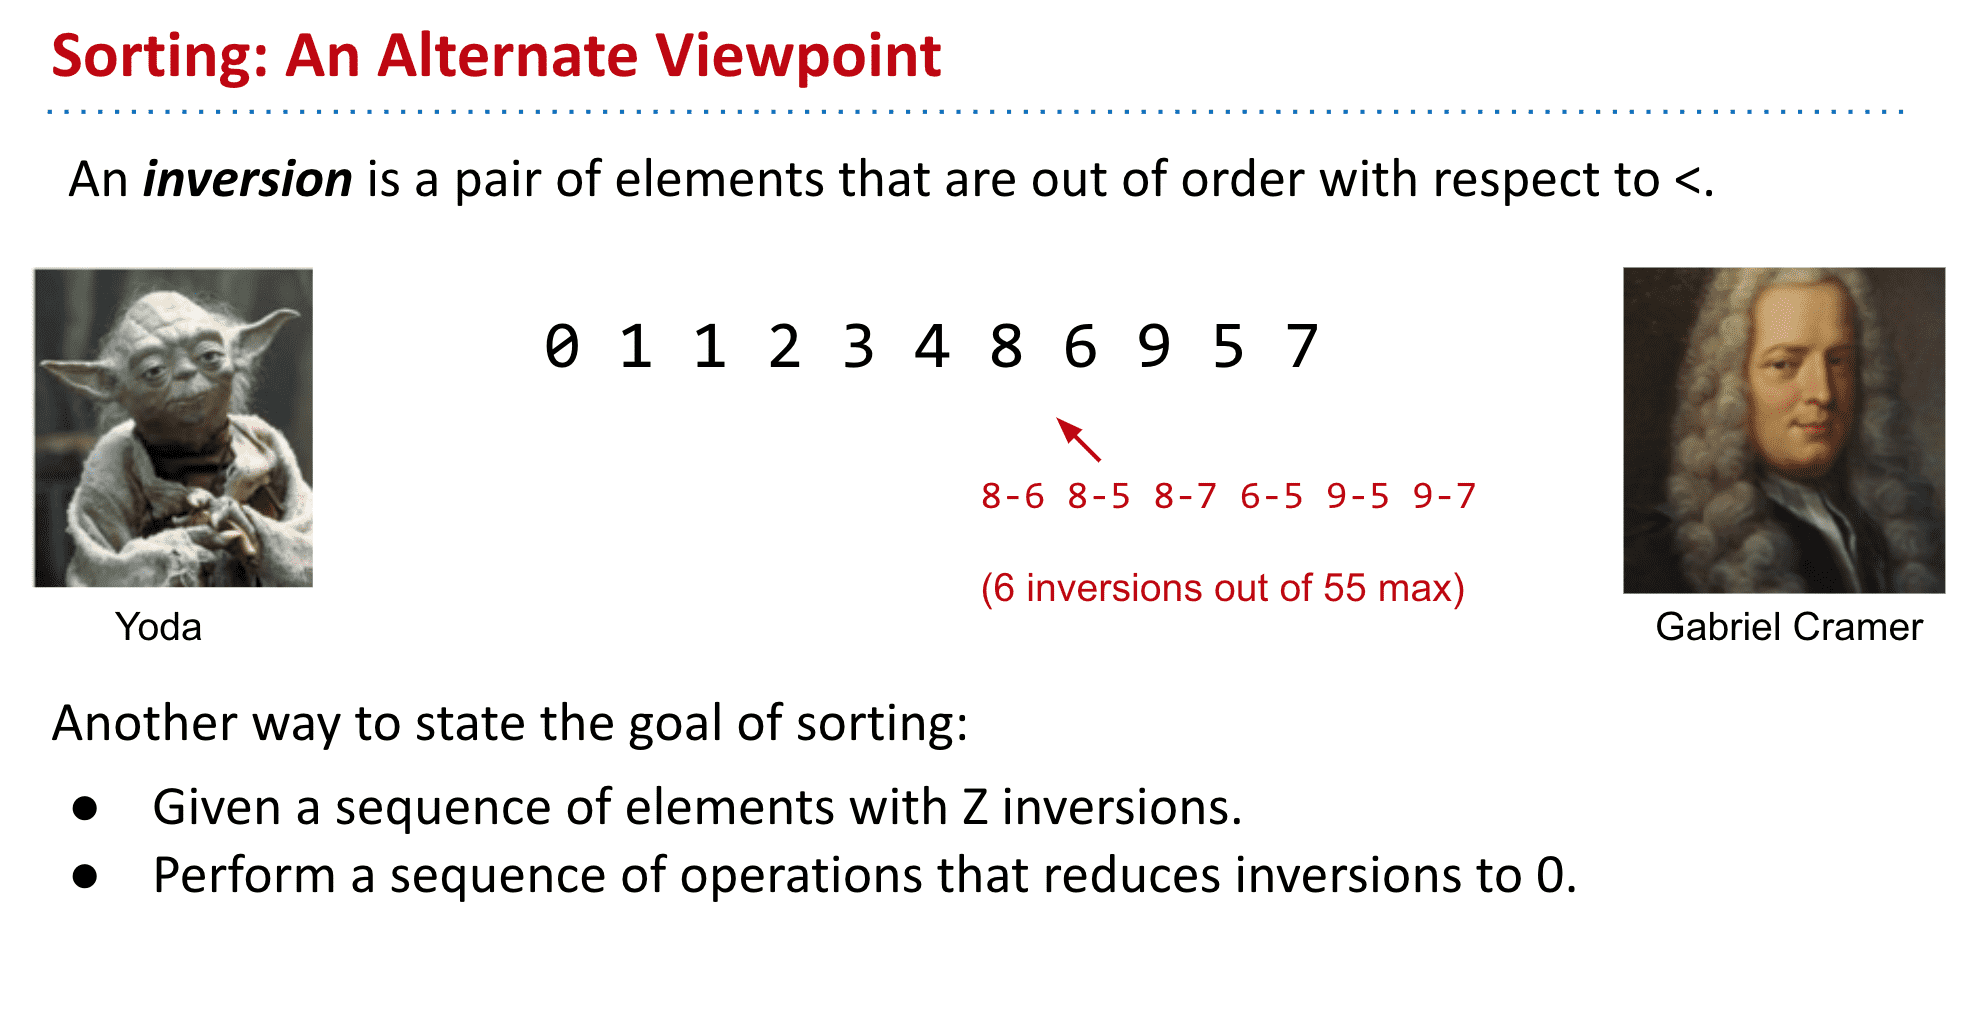 Sorting: An Alternate Viewpoint
An inversion is a pair of elements that are out of order with respect to <.
0 1 1 2 3 4 8 6 9 5 7
8-6 8-5 8-7 6-5 9-5 9-7
(6 inversions out of 55 max)
Yoda
Gabriel Cramer
Another way to state the goal of sorting:
● Given a sequence of elements with Z inversions.
● Perform a sequence of operations that reduces inversions to 0.